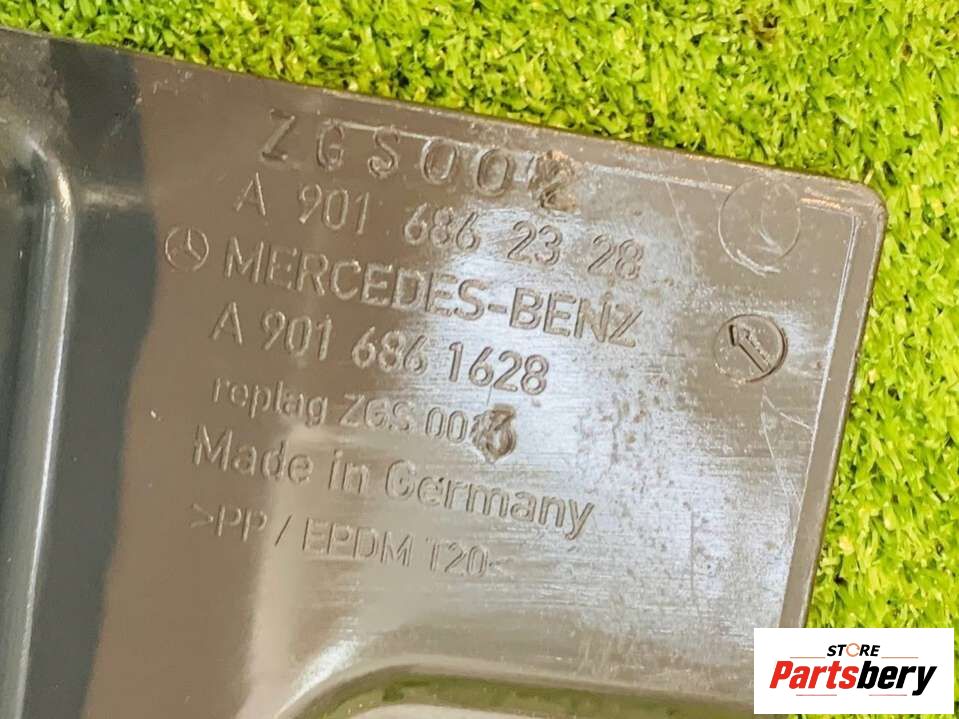 ZGS002
A 901 686 23 28
MERCEDES-BENZ
A 901 686 1628
replag ZGS 003
Made in Germany
>PP / EPDM T20<
STORE
Partsbery